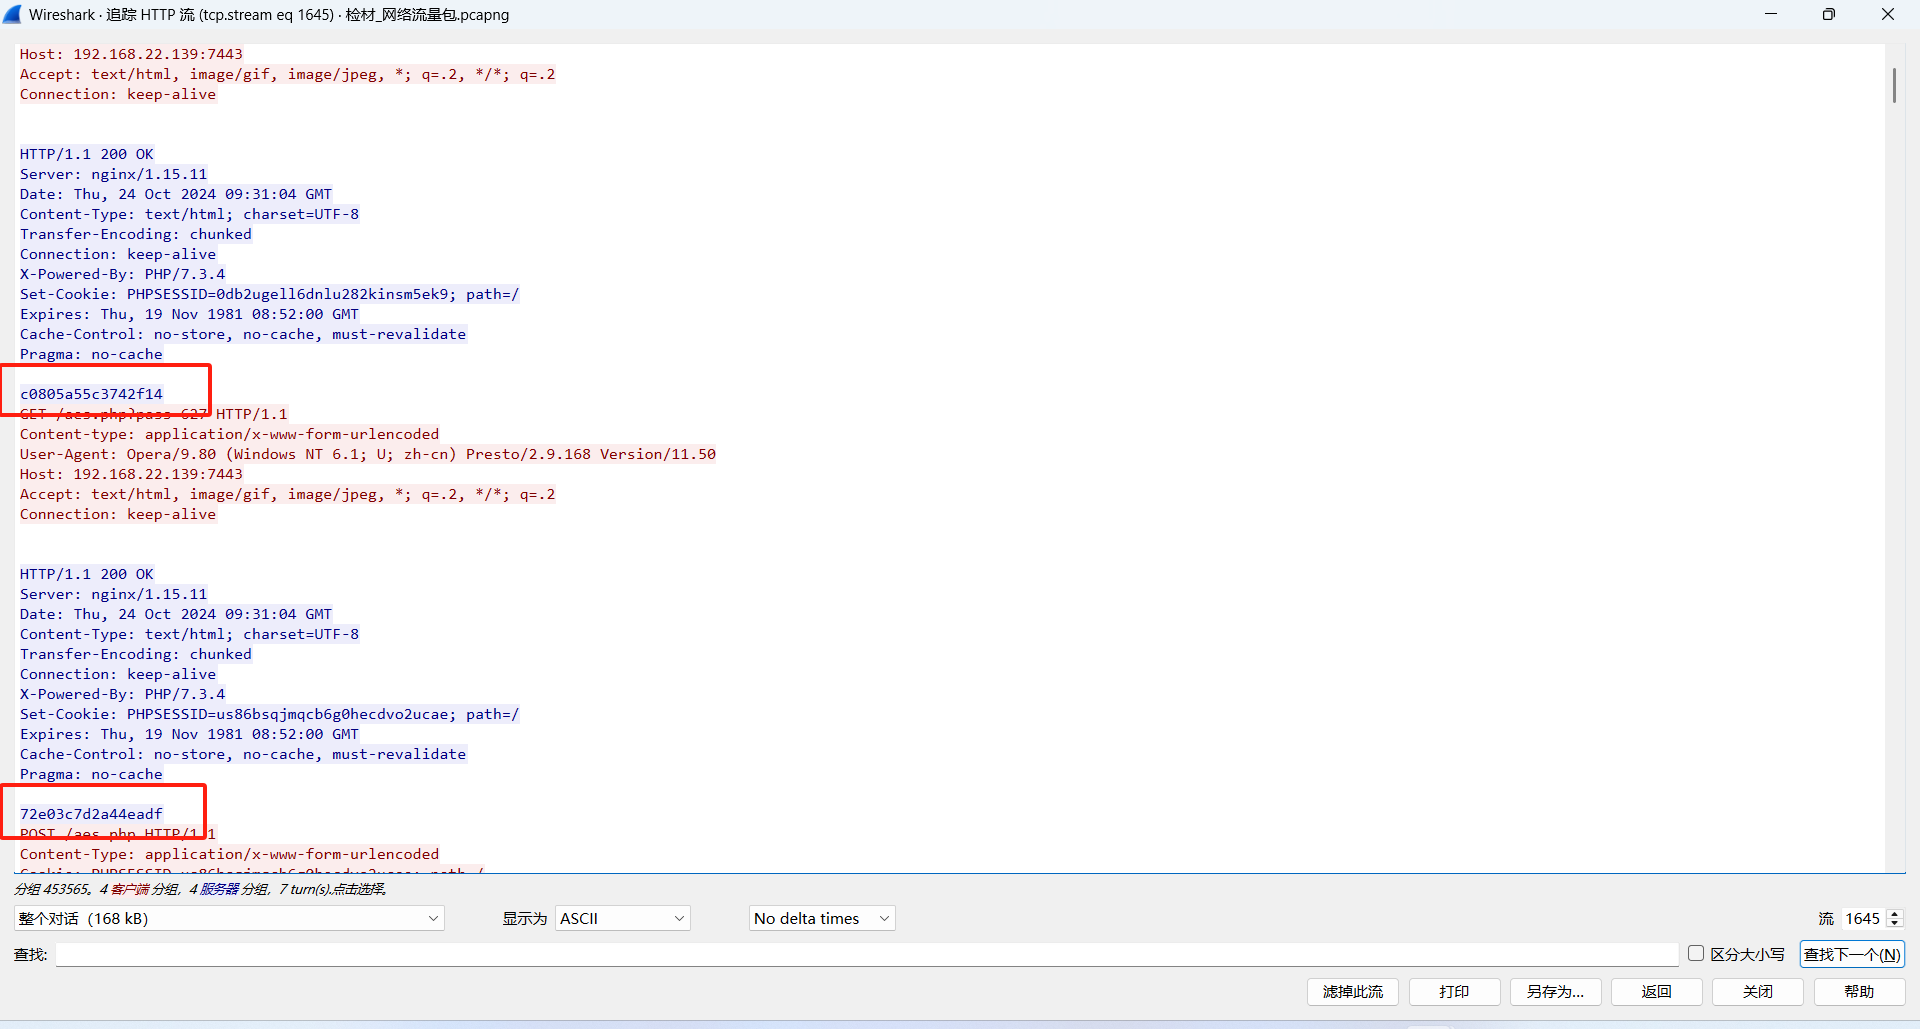 Wireshark · 追踪 HTTP 流 (tcp.stream eq 1645) · 检材_网络流量包.pcapng
Host: 192.168.22.139:7443
Accept: text/html, image/gif, image/jpeg, *; q=.2, */*; q=.2
Connection: keep-alive
HTTP/1.1 200 OK
Server: nginx/1.15.11
Date: Thu, 24 Oct 2024 09:31:04 GMT
Content-Type: text/html; charset=UTF-8
Transfer-Encoding: chunked
Connection: keep-alive
X-Powered-By: PHP/7.3.4
Set-Cookie: PHPSESSID=0db2ugell6dnlu282kinsm5ek9; path=/
Expires: Thu, 19 Nov 1981 08:52:00 GMT
Cache-Control: no-store, no-cache, must-revalidate
Pragma: no-cache
c0805a55c3742f14
GET /aes.php?pass=627 HTTP/1.1
Content-type: application/x-www-form-urlencoded
User-Agent: Opera/9.80 (Windows NT 6.1; U; zh-cn) Presto/2.9.168 Version/11.50
Host: 192.168.22.139:7443
Accept: text/html, image/gif, image/jpeg, *; q=.2, */*; q=.2
Connection: keep-alive
HTTP/1.1 200 OK
Server: nginx/1.15.11
Date: Thu, 24 Oct 2024 09:31:04 GMT
Content-Type: text/html; charset=UTF-8
Transfer-Encoding: chunked
Connection: keep-alive
X-Powered-By: PHP/7.3.4
Set-Cookie: PHPSESSID=us86bsqjmqcb6g0hecdvo2ucae; path=/
Expires: Thu, 19 Nov 1981 08:52:00 GMT
Cache-Control: no-store, no-cache, must-revalidate
Pragma: no-cache
72e03c7d2a44eadf
POST /aes.php HTTP/1.1
Content-Type: application/x-www-form-urlencoded
Cookie: PHPSESSID=us86bsqjmqcb6g0hecdvo2ucae; path=/
分组 453565。4 客户端 分组，4 服务器 分组，7 turn(s).点击选择。
整个对话（168 kB） 显示为 ASCII No delta times 流 1645
查找: 区分大小写 查找下一个(N)
滤掉此流 打印 另存为... 返回 关闭 帮助